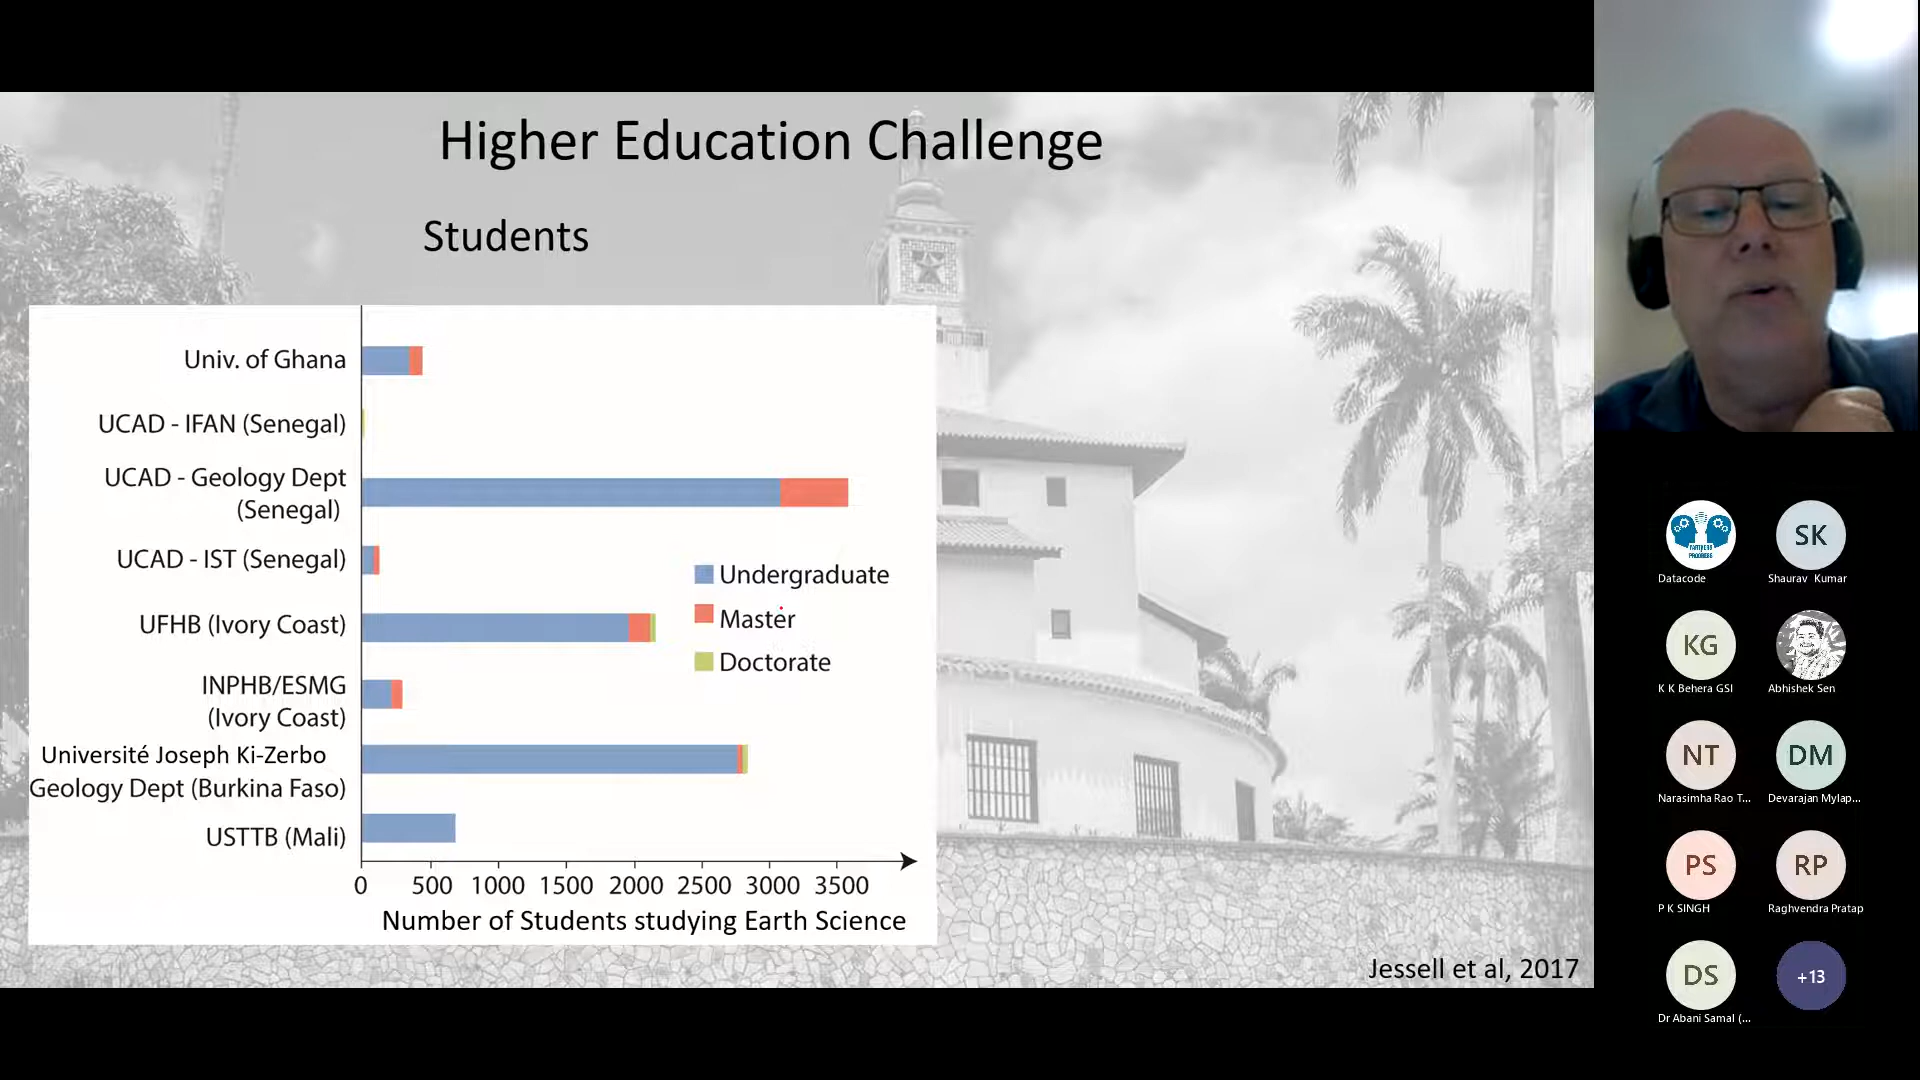 Higher Education Challenge
Students
Univ. of Ghana
UCAD - IFAN (Senegal)
UCAD - Geology Dept
(Senegal)
UCAD - IST (Senegal)
UFHB (Ivory Coast)
INPHB/ESMG
(Ivory Coast)
Université Joseph Ki-Zerbo
Geology Dept (Burkina Faso)
USTTB (Mali)
Undergraduate
Master
Doctorate
0 500 1000 1500 2000 2500 3000 3500
Number of Students studying Earth Science
Jessell et al, 2017
PROGRESS
Datacode
SK
Shaurav Kumar
KG
K K Behera GSI
Abhishek Sen
NT
Narasimha Rao T...
DM
Devarajan Mylap...
PS
P K SINGH
RP
Raghvendra Pratap
DS
Dr Abani Samal (...
+13